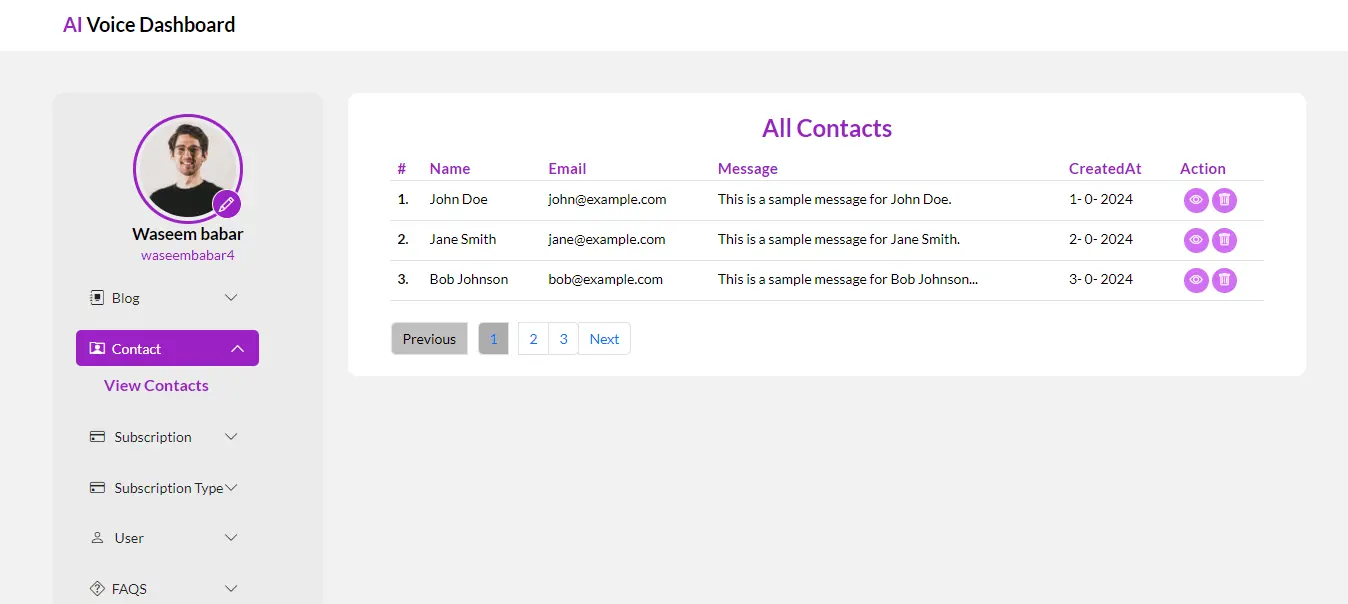 AI Voice Dashboard
Waseem babar
waseembabar4
Blog
Contact
View Contacts
Subscription
Subscription Type
User
FAQS
All Contacts
# Name Email Message CreatedAt Action
1. John Doe john@example.com This is a sample message for John Doe. 1- 0- 2024
2. Jane Smith jane@example.com This is a sample message for Jane Smith. 2- 0- 2024
3. Bob Johnson bob@example.com This is a sample message for Bob Johnson... 3- 0- 2024
Previous 1 2 3 Next